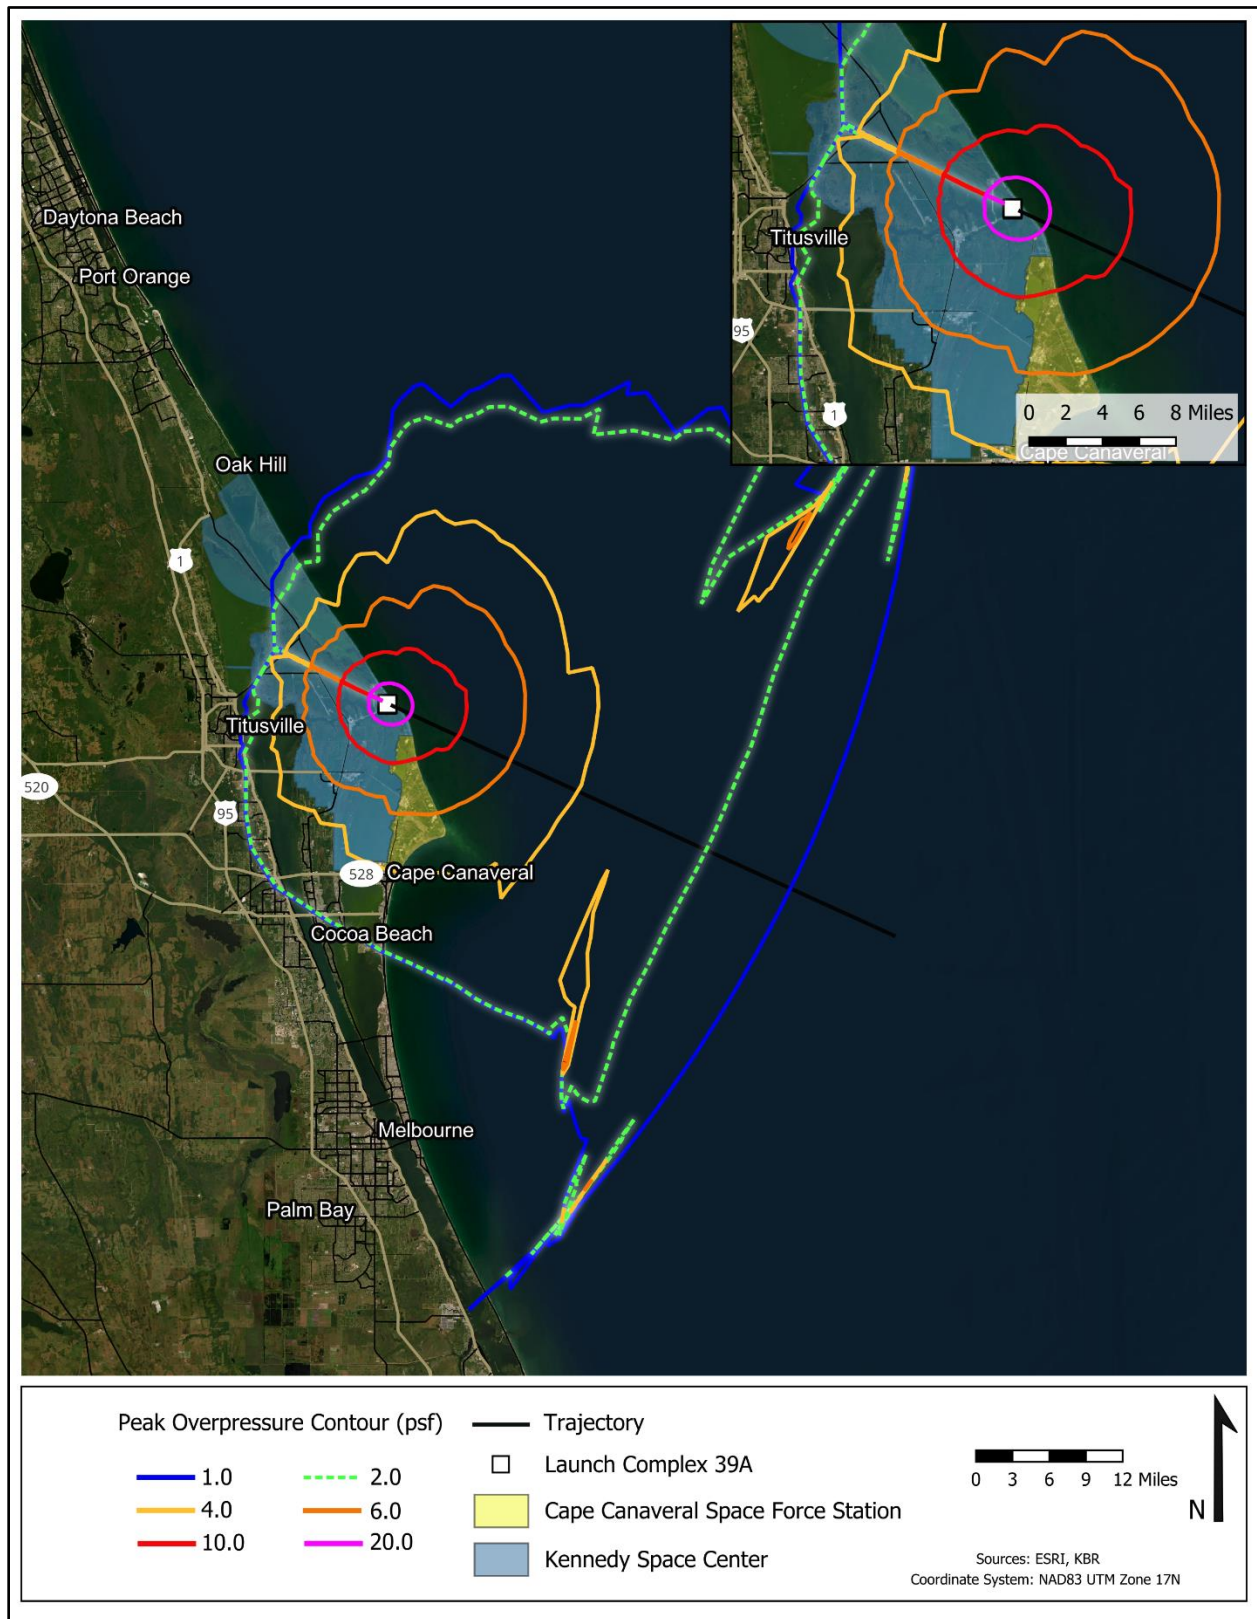 Daytona Beach
Port Orange
Oak Hill
1
Titusville
520
95
528
Cape Canaveral
Cocoa Beach
Melbourne
Palm Bay
Titusville
95
1
0 2 4 6 8 Miles
Cape Canaveral
Peak Overpressure Contour (psf)
1.0
2.0
4.0
6.0
10.0
20.0
Trajectory
Launch Complex 39A
Cape Canaveral Space Force Station
Kennedy Space Center
0 3 6 9 12 Miles
N
Sources: ESRI, KBR
Coordinate System: NAD83 UTM Zone 17N